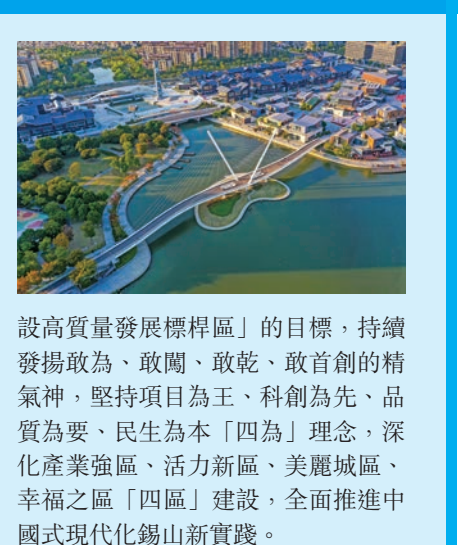 設高質量發展標桿區」的目標，持續
發揚敢為、敢闖、敢乾、敢首創的精
氣神，堅持項目為王、科創為先、品
質為要、民生為本「四為」理念，深
化產業強區、活力新區、美麗城區、
幸福之區「四區」建設，全面推進中
國式現代化錫山新實踐。